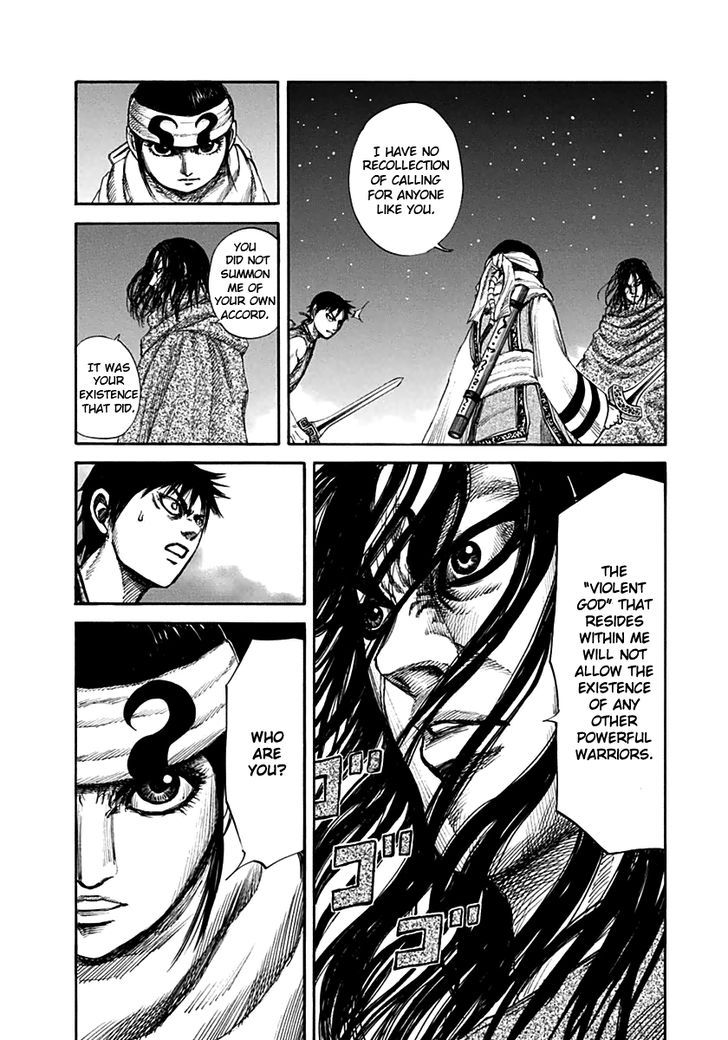 I HAVE NO
RECOLLECTION
OF CALLING
FOR ANYONE
LIKE YOU.
YOU
DID NOT
SUMMON
ME OF
YOUR OWN
ACCORD.
IT WAS
YOUR
EXISTENCE
THAT DID.
THE
"VIOLENT
GOD" THAT
RESIDES
WITHIN ME
WILL NOT
ALLOW THE
EXISTENCE
OF ANY
OTHER
POWERFUL
WARRIORS.
ゴ
ゴ
ゴ
WHO
ARE
YOU?